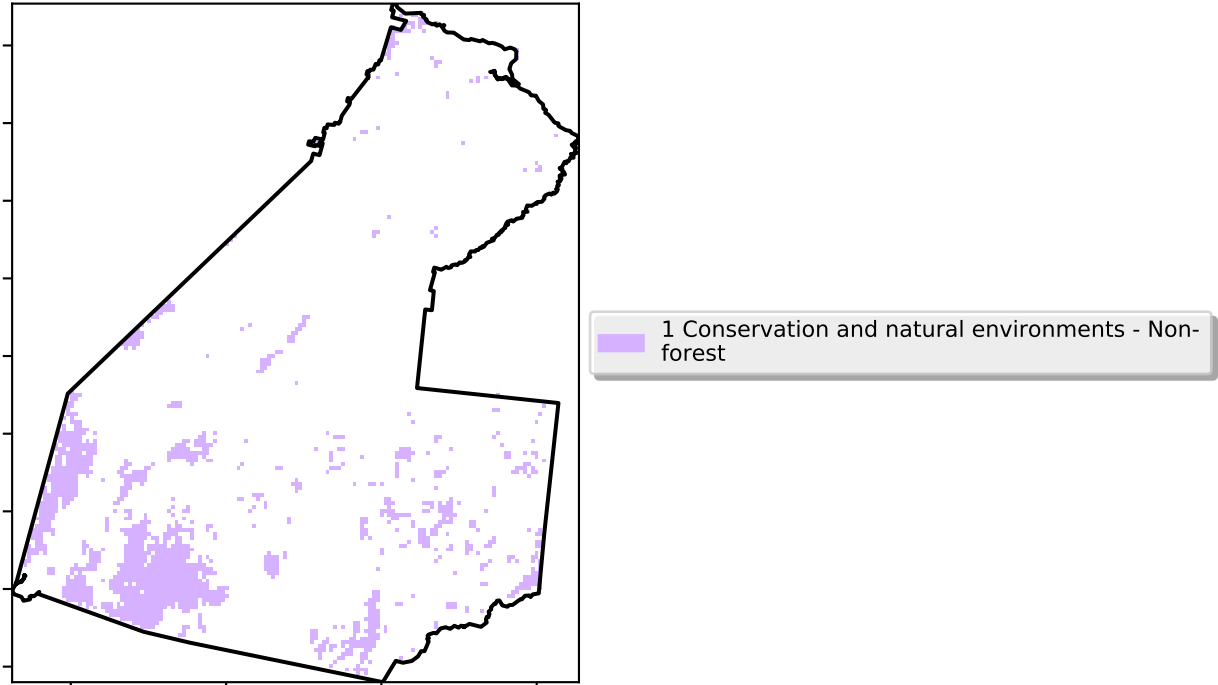 1 Conservation and natural environments - Non-
forest